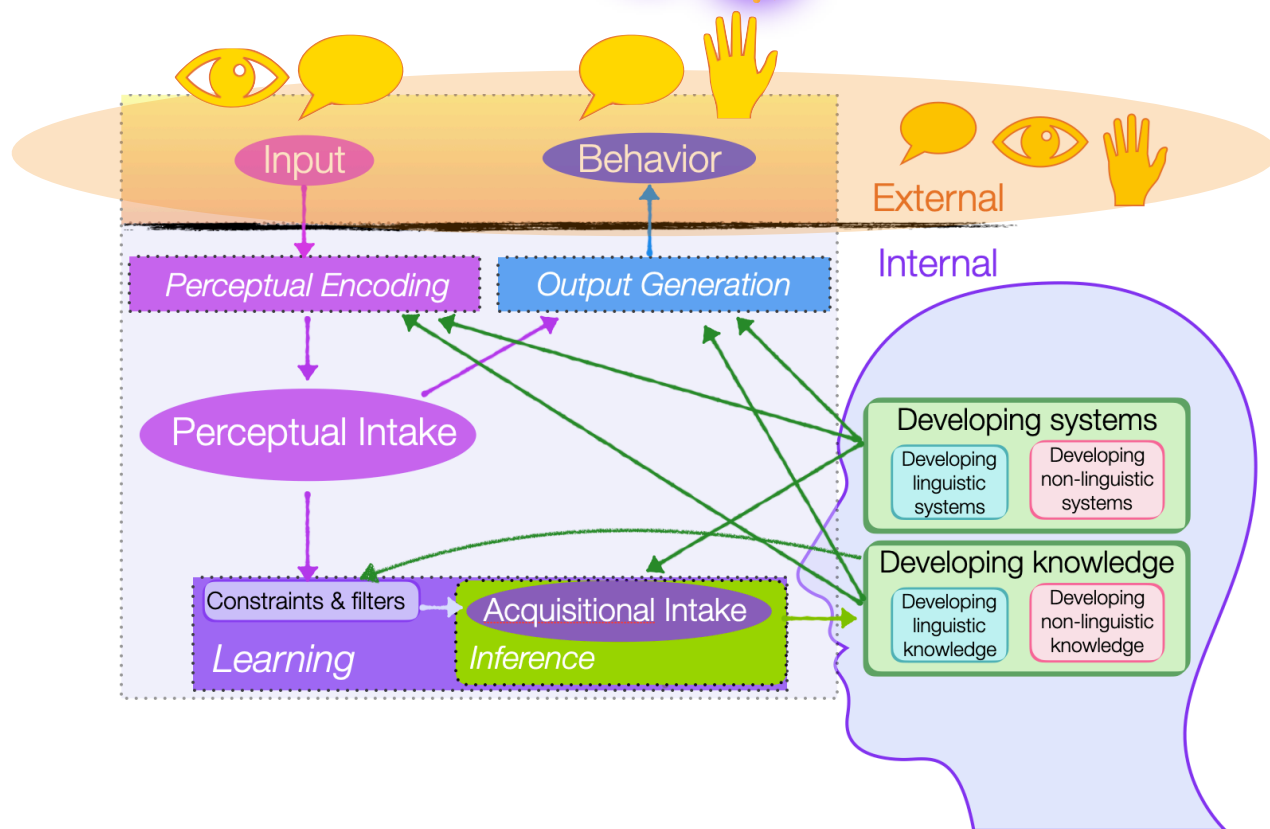 Input
Behavior
External
Internal
Perceptual Encoding
Output Generation
Perceptual Intake
Developing systems
Developing
linguistic
systems
Developing
non-linguistic
systems
Developing knowledge
Developing
linguistic
knowledge
Developing
non-linguistic
knowledge
Constraints & filters
Acquisitional Intake
Learning
Inference